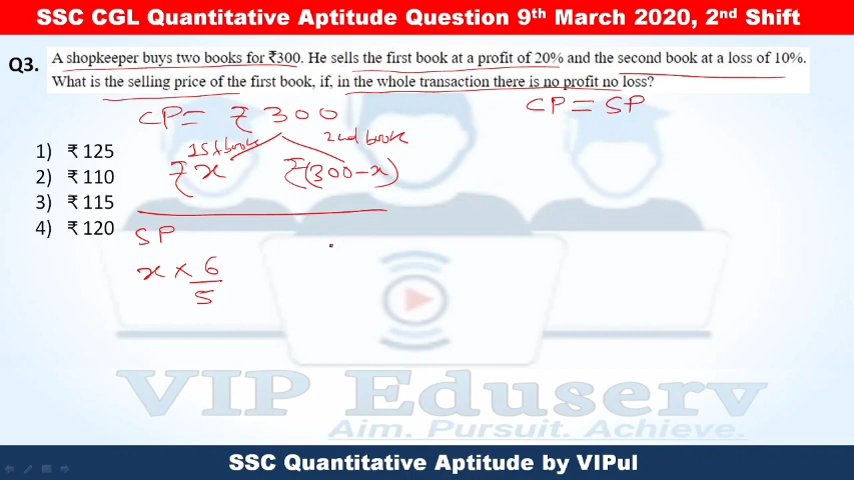 SSC CGL Quantitative Aptitude Question 9th March 2020, 2nd Shift
Q3. A shopkeeper buys two books for ₹300. He sells the first book at a profit of 20% and the second book at a loss of 10%.
What is the selling price of the first book, if, in the whole transaction there is no profit no loss?
CP= ₹ 300
CP = SP
1st book 2nd book
₹ x ₹(300-x)
1) ₹ 125
2) ₹ 110
3) ₹ 115
4) ₹ 120
SP
x × 6/5
VIP Eduserv
Aim. Pursuit. Achieve.
SSC Quantitative Aptitude by VIPul